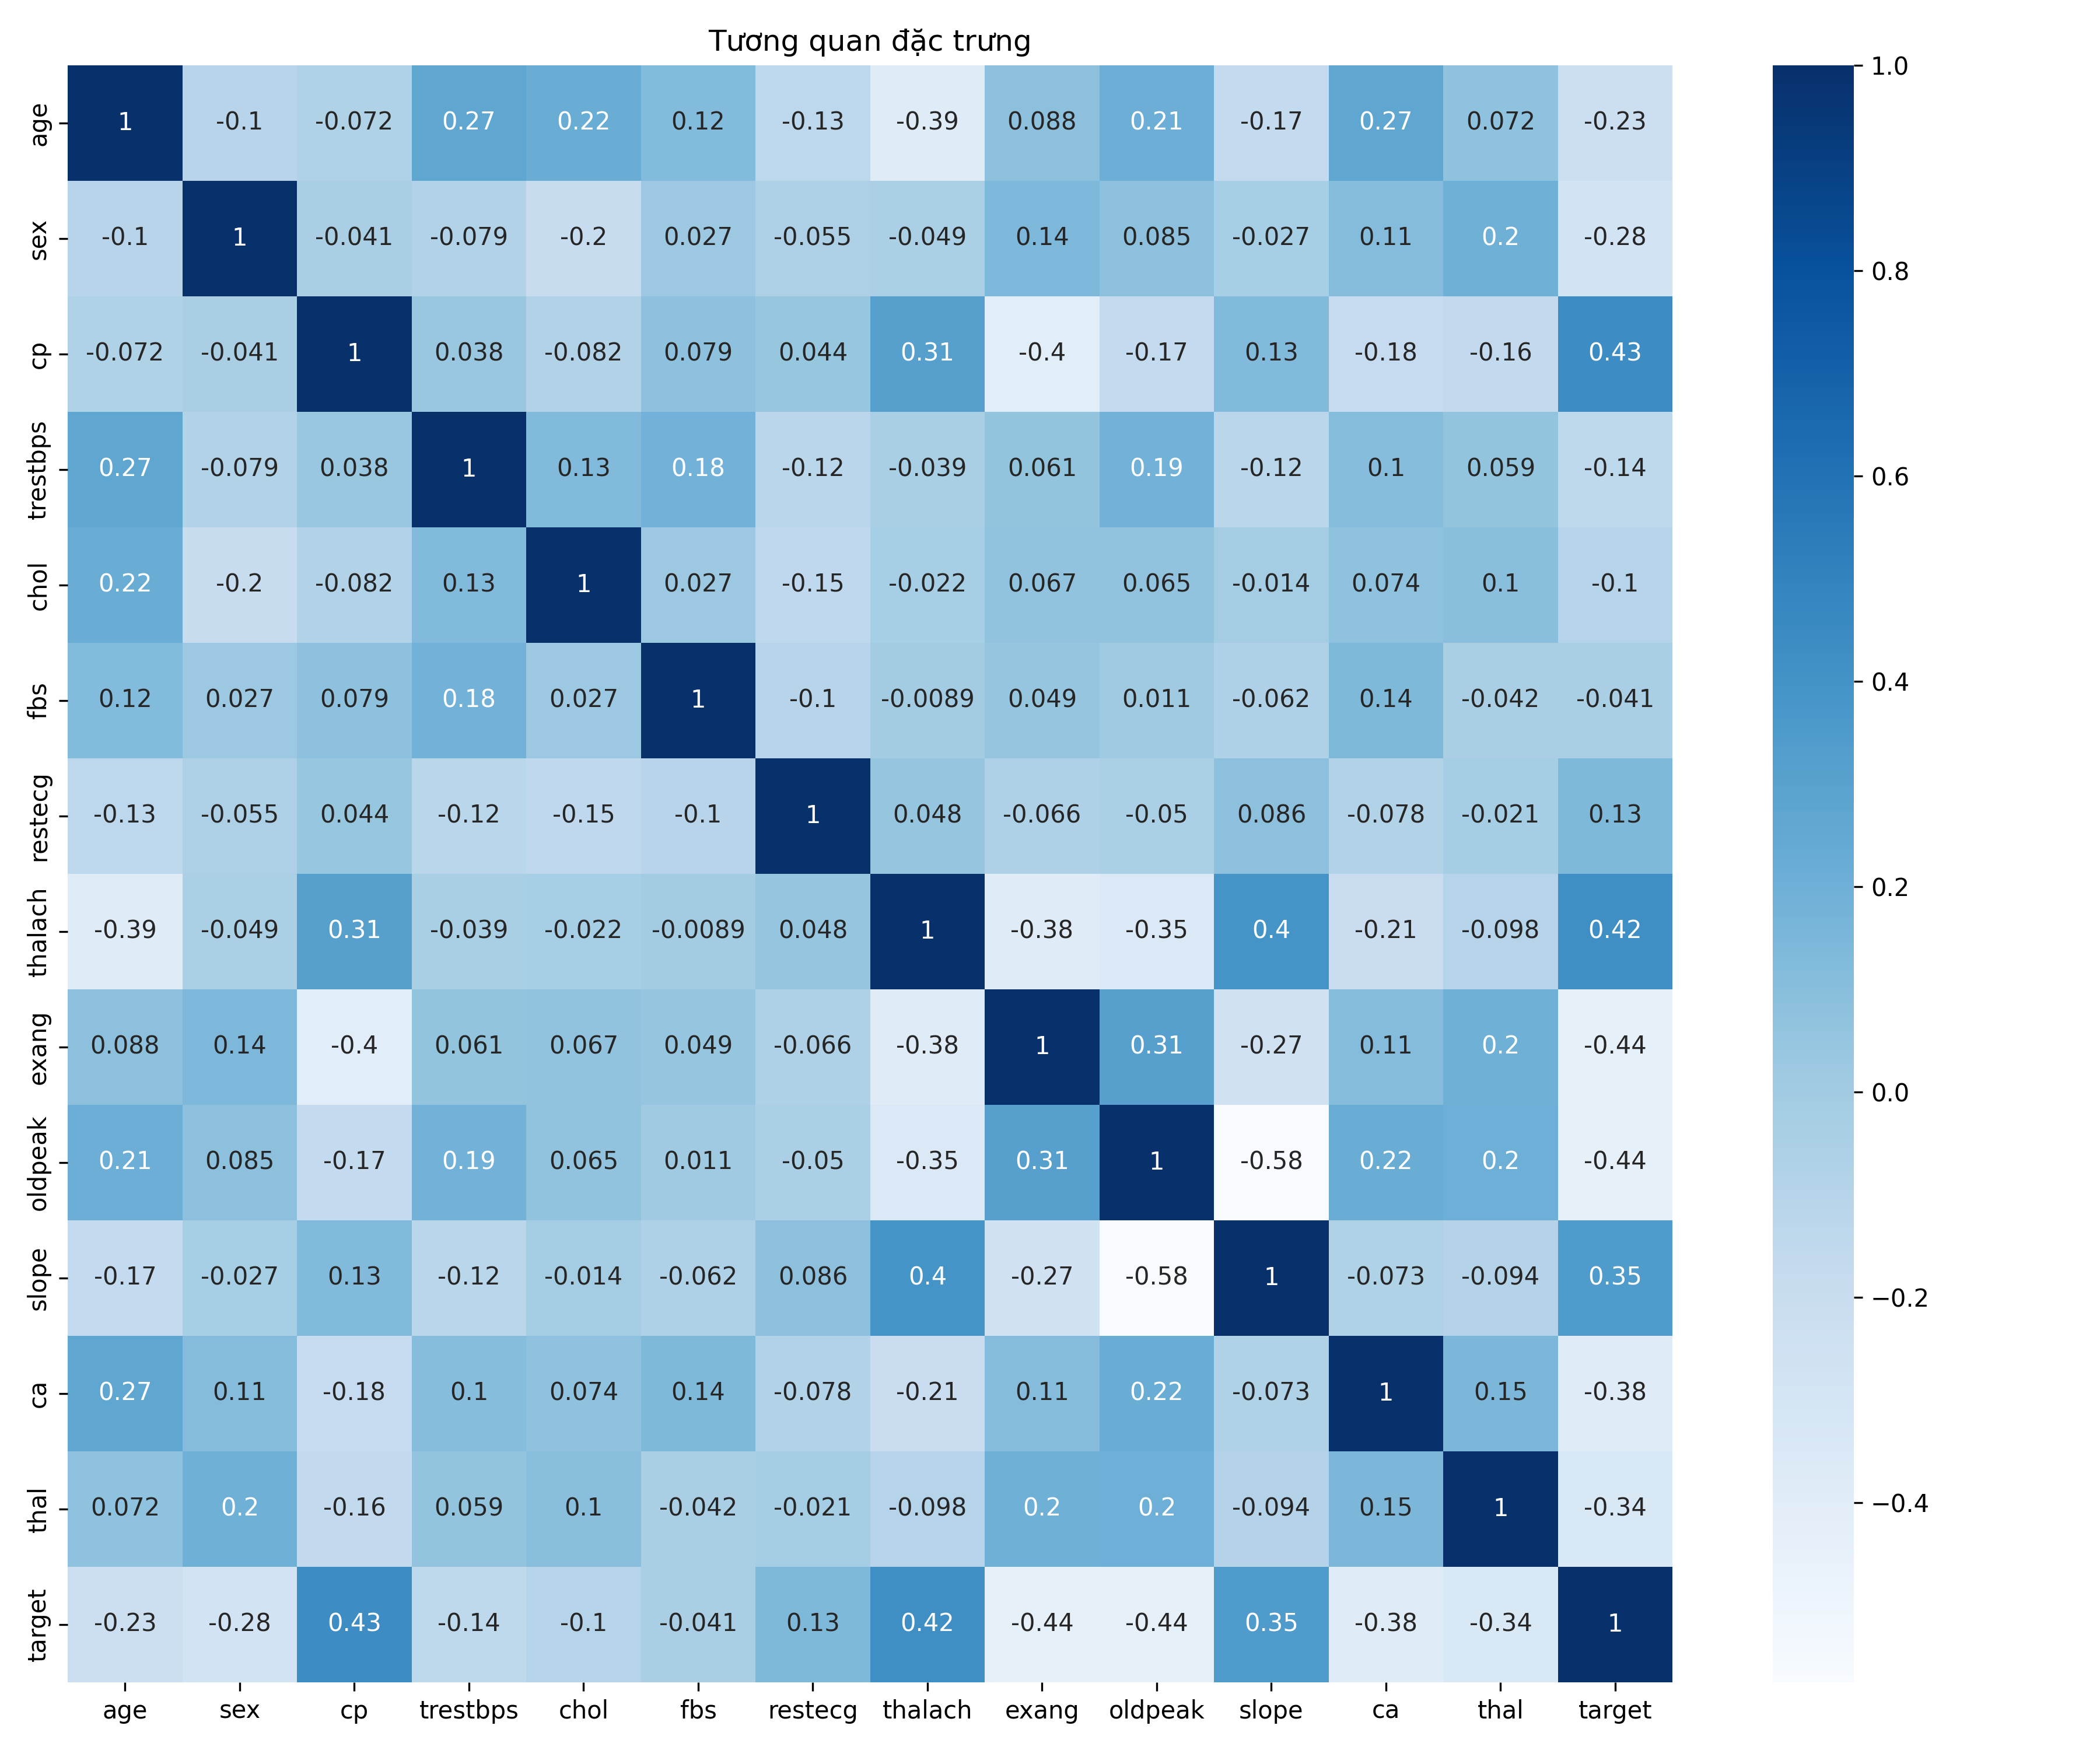 Tương quan đặc trưng
age 1 -0.1 -0.072 0.27 0.22 0.12 -0.13 -0.39 0.088 0.21 -0.17 0.27 0.072 -0.23
sex -0.1 1 -0.041 -0.079 -0.2 0.027 -0.055 -0.049 0.14 0.085 -0.027 0.11 0.2 -0.28
cp -0.072 -0.041 1 0.038 -0.082 0.079 0.044 0.31 -0.4 -0.17 0.13 -0.18 -0.16 0.43
trestbps 0.27 -0.079 0.038 1 0.13 0.18 -0.12 -0.039 0.061 0.19 -0.12 0.1 0.059 -0.14
chol 0.22 -0.2 -0.082 0.13 1 0.027 -0.15 -0.022 0.067 0.065 -0.014 0.074 0.1 -0.1
fbs 0.12 0.027 0.079 0.18 0.027 1 -0.1 -0.0089 0.049 0.011 -0.062 0.14 -0.042 -0.041
restecg -0.13 -0.055 0.044 -0.12 -0.15 -0.1 1 0.048 -0.066 -0.05 0.086 -0.078 -0.021 0.13
thalach -0.39 -0.049 0.31 -0.039 -0.022 -0.0089 0.048 1 -0.38 -0.35 0.4 -0.21 -0.098 0.42
exang 0.088 0.14 -0.4 0.061 0.067 0.049 -0.066 -0.38 1 0.31 -0.27 0.11 0.2 -0.44
oldpeak 0.21 0.085 -0.17 0.19 0.065 0.011 -0.05 -0.35 0.31 1 -0.58 0.22 0.2 -0.44
slope -0.17 -0.027 0.13 -0.12 -0.014 -0.062 0.086 0.4 -0.27 -0.58 1 -0.073 -0.094 0.35
ca 0.27 0.11 -0.18 0.1 0.074 0.14 -0.078 -0.21 0.11 0.22 -0.073 1 0.15 -0.38
thal 0.072 0.2 -0.16 0.059 0.1 -0.042 -0.021 -0.098 0.2 0.2 -0.094 0.15 1 -0.34
target -0.23 -0.28 0.43 -0.14 -0.1 -0.041 0.13 0.42 -0.44 -0.44 0.35 -0.38 -0.34 1
age sex cp trestbps chol fbs restecg thalach exang oldpeak slope ca thal target
1.0
0.8
0.6
0.4
0.2
0.0
−0.2
−0.4